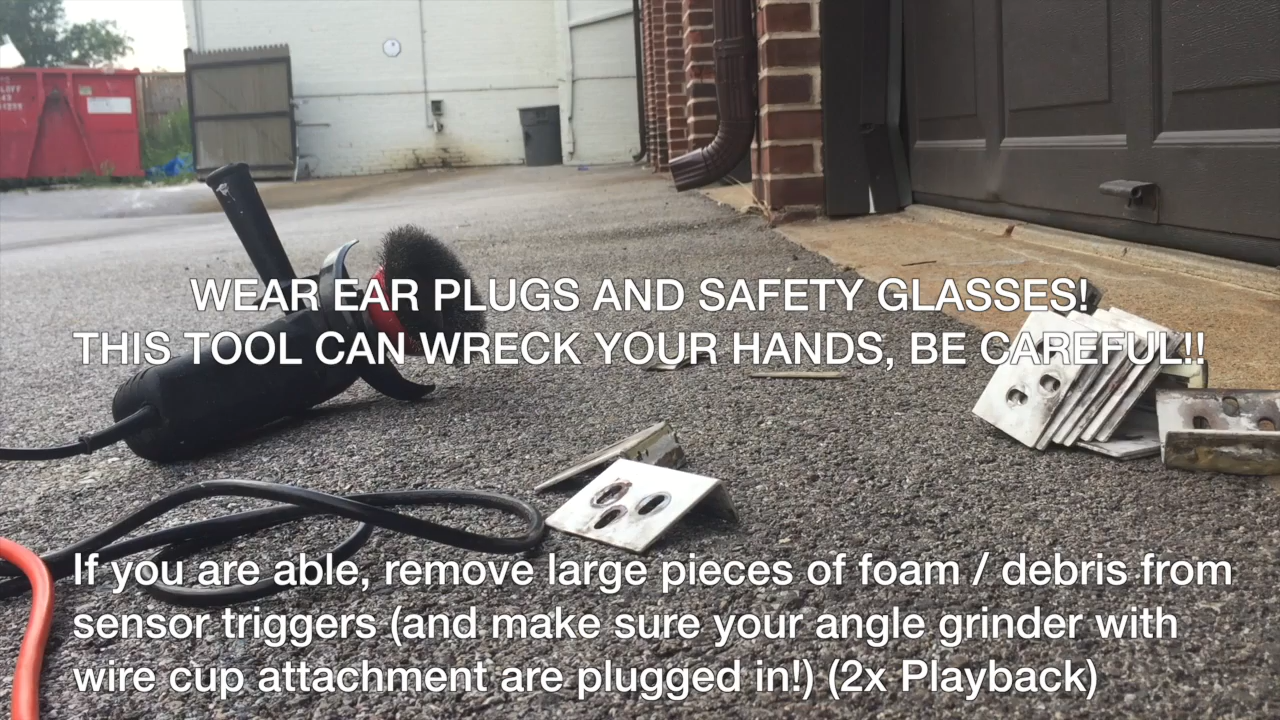 WEAR EAR PLUGS AND SAFETY GLASSES!
THIS TOOL CAN WRECK YOUR HANDS, BE CAREFUL!!
If you are able, remove large pieces of foam / debris from
sensor triggers (and make sure your angle grinder with
wire cup attachment are plugged in!) (2x Playback)